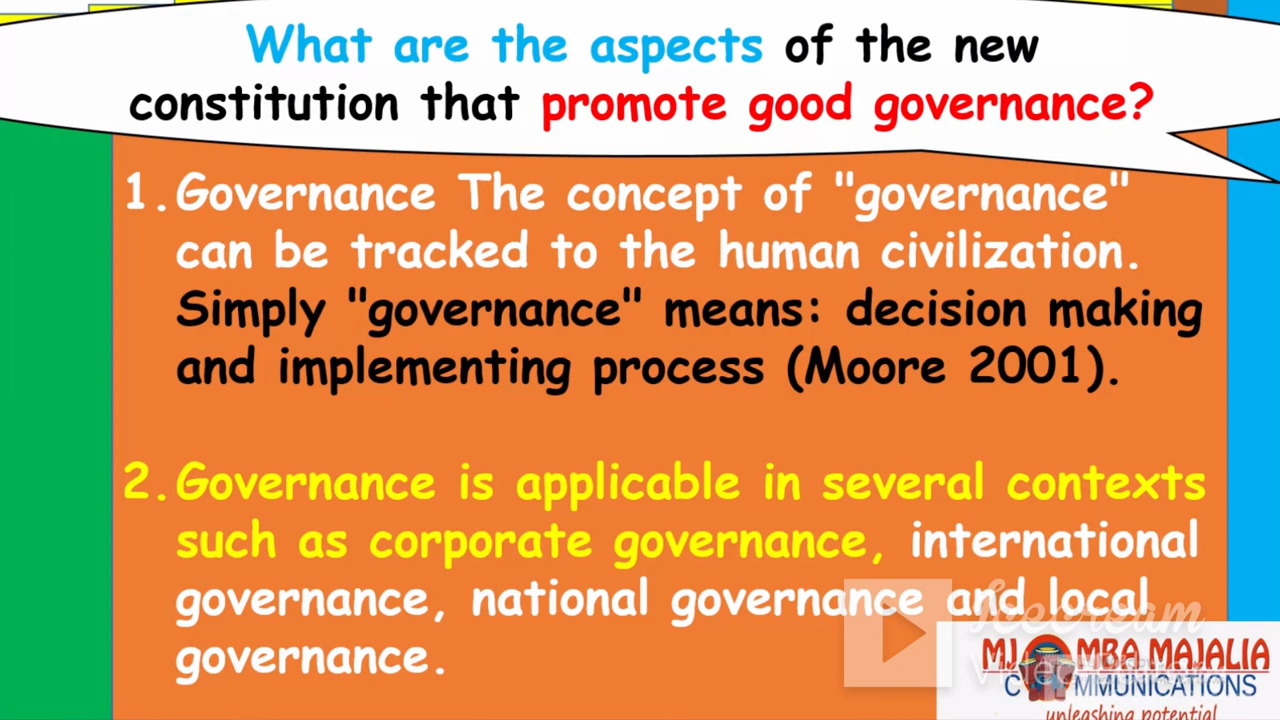 What are the aspects of the new
constitution that promote good governance?
1. Governance The concept of "governance"
can be tracked to the human civilization.
Simply "governance" means: decision making
and implementing process (Moore 2001).
2. Governance is applicable in several contexts
such as corporate governance, international
governance, national governance and local
governance.
Icecream
Video
MJOMBA MAJALIA
COMMUNICATIONS
unleashing potential